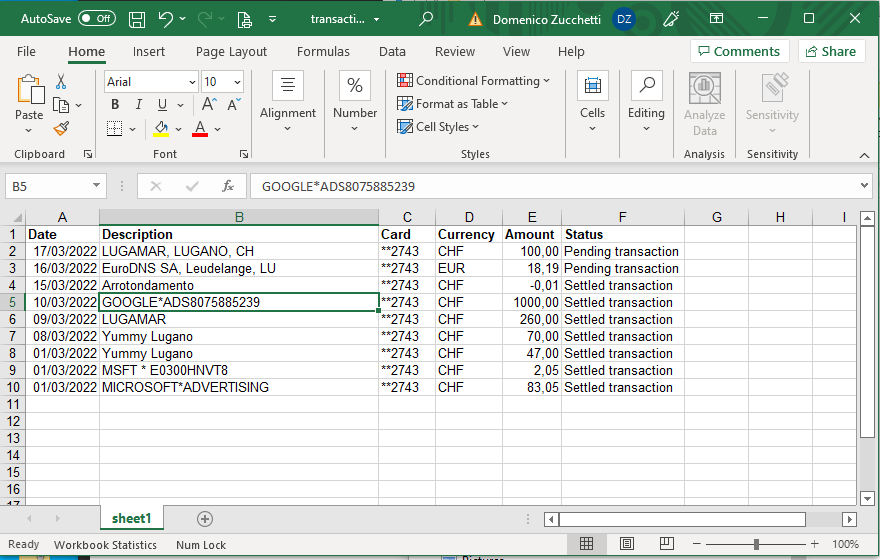 AutoSave Off transacti... Domenico Zucchetti DZ
File Home Insert Page Layout Formulas Data Review View Help Comments Share
Paste Arial 10 % Conditional Formatting
B I U A A Alignment Number Format as Table Cells Editing Analyze Data Sensitivity
A Cell Styles
Clipboard Font Styles Analysis Sensitivity
B5 fx GOOGLE*ADS8075885239
A B C D E F G H I
1 Date Description Card Currency Amount Status
2 17/03/2022 LUGAMAR, LUGANO, CH **2743 CHF 100,00 Pending transaction
3 16/03/2022 EuroDNS SA, Leudelange, LU **2743 EUR 18,19 Pending transaction
4 15/03/2022 Arrotondamento **2743 CHF -0,01 Settled transaction
5 10/03/2022 GOOGLE*ADS8075885239 **2743 CHF 1000,00 Settled transaction
6 09/03/2022 LUGAMAR **2743 CHF 260,00 Settled transaction
7 08/03/2022 Yummy Lugano **2743 CHF 70,00 Settled transaction
8 01/03/2022 Yummy Lugano **2743 CHF 47,00 Settled transaction
9 01/03/2022 MSFT * E0300HNVT8 **2743 CHF 2,05 Settled transaction
10 01/03/2022 MICROSOFT*ADVERTISING **2743 CHF 83,05 Settled transaction
11
12
13
14
15
16
17
sheet1
Ready Workbook Statistics Num Lock 100%